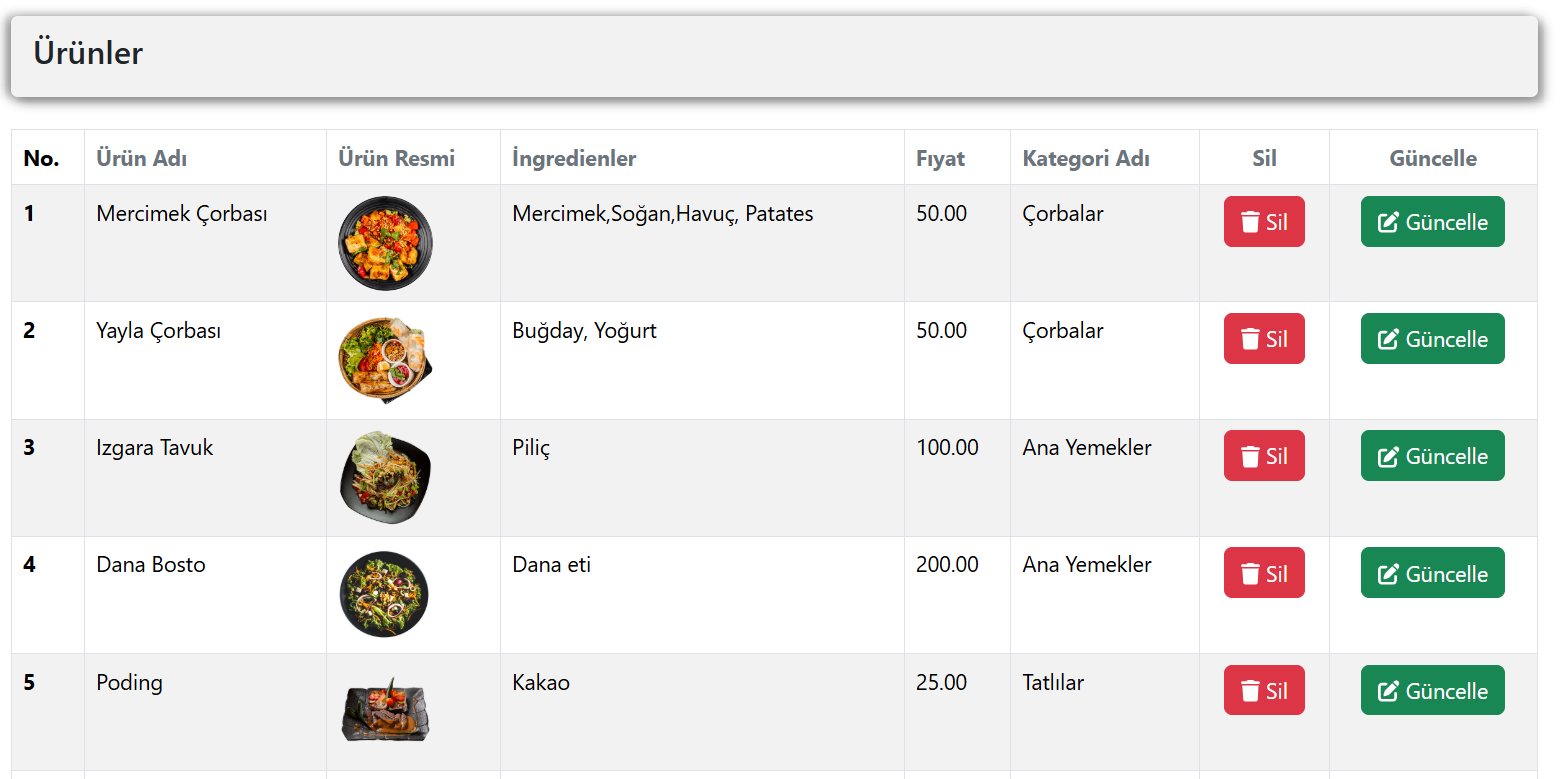 Ürünler
No. Ürün Adı Ürün Resmi İngredienler Fıyat Kategori Adı Sil Güncelle
1 Mercimek Çorbası Mercimek,Soğan,Havuç, Patates 50.00 Çorbalar Sil Güncelle
2 Yayla Çorbası Buğday, Yoğurt 50.00 Çorbalar Sil Güncelle
3 Izgara Tavuk Piliç 100.00 Ana Yemekler Sil Güncelle
4 Dana Bosto Dana eti 200.00 Ana Yemekler Sil Güncelle
5 Poding Kakao 25.00 Tatlılar Sil Güncelle